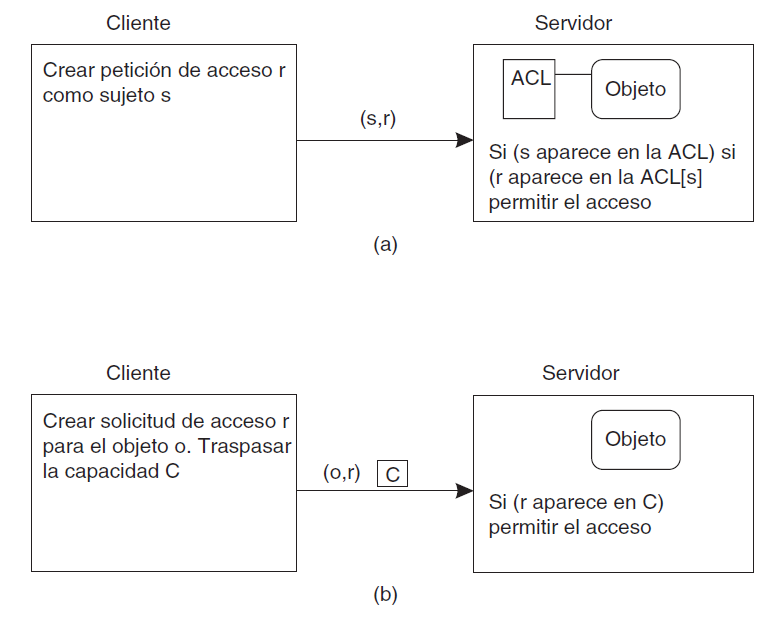 Cliente
Servidor
Crear petición de acceso r
como sujeto s
ACL
Objeto
(s,r)
Si (s aparece en la ACL) si
(r aparece en la ACL[s]
permitir el acceso
(a)
Cliente
Servidor
Crear solicitud de acceso r
para el objeto o. Traspasar
la capacidad C
(o,r)
C
Objeto
Si (r aparece en C)
permitir el acceso
(b)